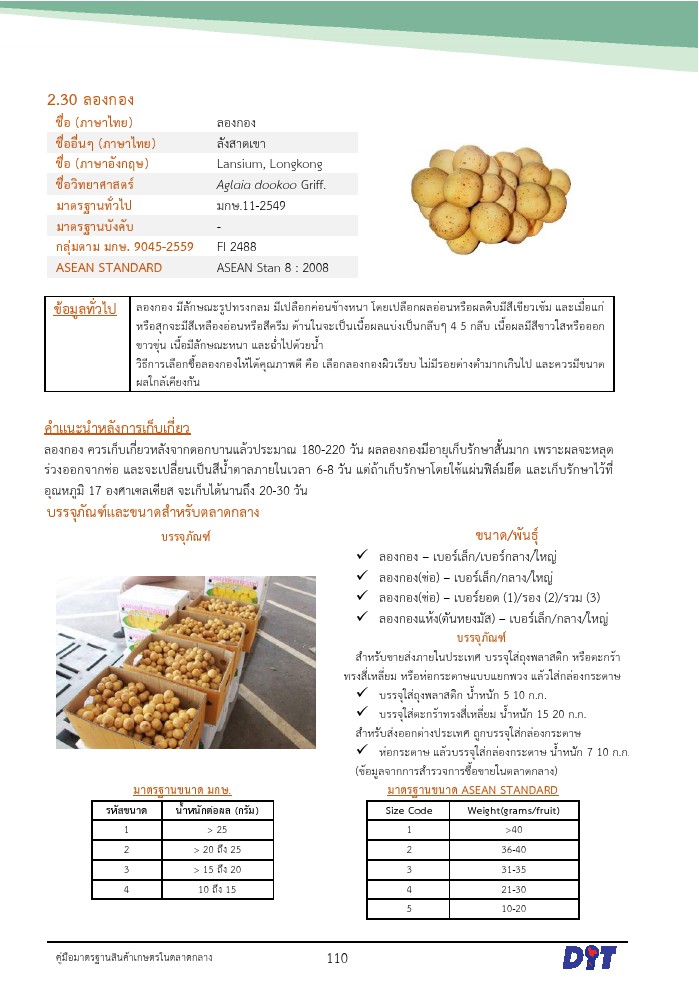 2.30 ลองกอง
ชื่อ (ภาษาไทย) ลองกอง
ชื่ออื่นๆ (ภาษาไทย) ลังสาดเขา
ชื่อ (ภาษาอังกฤษ) Lansium, Longkong
ชื่อวิทยาศาสตร์ Aglaia dookoo Griff.
มาตรฐานทั่วไป มกษ.11-2549
มาตรฐานบังคับ -
กลุ่มตาม มกษ. 9045-2559 FI 2488
ASEAN STANDARD ASEAN Stan 8 : 2008
ข้อมูลทั่วไป
ลองกอง มีลักษณะรูปทรงกลม มีเปลือกค่อนข้างหนา โดยเปลือกผลอ่อนหรือผลดิบมีสีเขียวเข้ม และเมื่อแก่
หรือสุกจะมีสีเหลืองอ่อนหรือสีครีม ด้านในจะเป็นเนื้อผลแบ่งเป็นกลีบๆ 4 5 กลีบ เนื้อผลมีสีขาวใสหรือออก
ขาวขุ่น เนื้อมีลักษณะหนา และฉ่ำไปด้วยน้ำ
วิธีการเลือกซื้อลองกองให้ได้คุณภาพดี คือ เลือกลองกองผิวเรียบ ไม่มีรอยด่างดำมากเกินไป และควรมีขนาด
ผลใกล้เคียงกัน
คำแนะนำหลังการเก็บเกี่ยว
ลองกอง ควรเก็บเกี่ยวหลังจากดอกบานแล้วประมาณ 180-220 วัน ผลลองกองมีอายุเก็บรักษาสั้นมาก เพราะผลจะหลุด
ร่วงออกจากช่อ และจะเปลี่ยนเป็นสีน้ำตาลภายในเวลา 6-8 วัน แต่ถ้าเก็บรักษาโดยใช้แผ่นฟิล์มยืด และเก็บรักษาไว้ที่
อุณหภูมิ 17 องศาเซลเซียส จะเก็บได้นานถึง 20-30 วัน
บรรจุภัณฑ์และขนาดสำหรับตลาดกลาง
บรรจุภัณฑ์
ขนาด/พันธุ์
✓ ลองกอง – เบอร์เล็ก/เบอร์กลาง/ใหญ่
✓ ลองกอง(ช่อ) – เบอร์เล็ก/กลาง/ใหญ่
✓ ลองกอง(ช่อ) – เบอร์ยอด (1)/รอง (2)/รวม (3)
✓ ลองกองแห้ง(ตันหยงมัส) – เบอร์เล็ก/กลาง/ใหญ่
บรรจุภัณฑ์
สำหรับขายส่งภายในประเทศ บรรจุใส่ถุงพลาสติก หรือตะกร้า
ทรงสี่เหลี่ยม หรือห่อกระดาษแบบแยกพวง แล้วใส่กล่องกระดาษ
✓ บรรจุใส่ถุงพลาสติก น้ำหนัก 5 10 ก.ก.
✓ บรรจุใส่ตะกร้าทรงสี่เหลี่ยม น้ำหนัก 15 20 ก.ก.
สำหรับส่งออกต่างประเทศ ถูกบรรจุใส่กล่องกระดาษ
✓ ห่อกระดาษ แล้วบรรจุใส่กล่องกระดาษ น้ำหนัก 7 10 ก.ก.
(ข้อมูลจากการสำรวจการซื้อขายในตลาดกลาง)
มาตรฐานขนาด มกษ.
รหัสขนาด น้ำหนักต่อผล (กรัม)
1 > 25
2 > 20 ถึง 25
3 > 15 ถึง 20
4 10 ถึง 15
มาตรฐานขนาด ASEAN STANDARD
Size Code Weight(grams/fruit)
1 >40
2 36-40
3 31-35
4 21-30
5 10-20
คู่มือมาตรฐานสินค้าเกษตรในตลาดกลาง 110 DIT